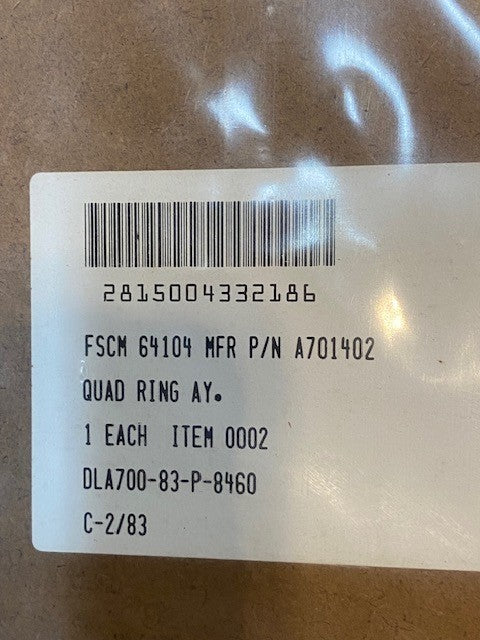 2815004332186
FSCM 64104 MFR P/N A701402
QUAD RING AY.
1 EACH ITEM 0002
DLA700-83-P-8460
C-2/83